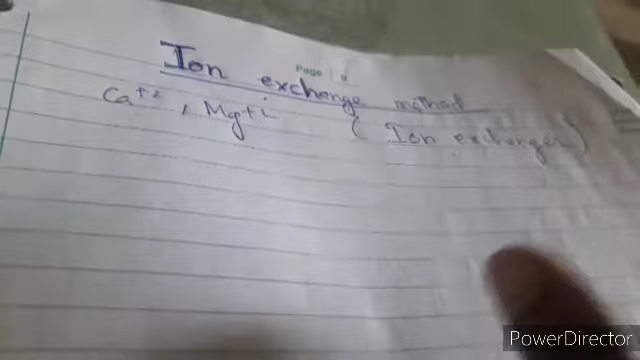 Page
Ion exchange method
Ca+2, Mg+2 (Ion exchanger)
PowerDirector